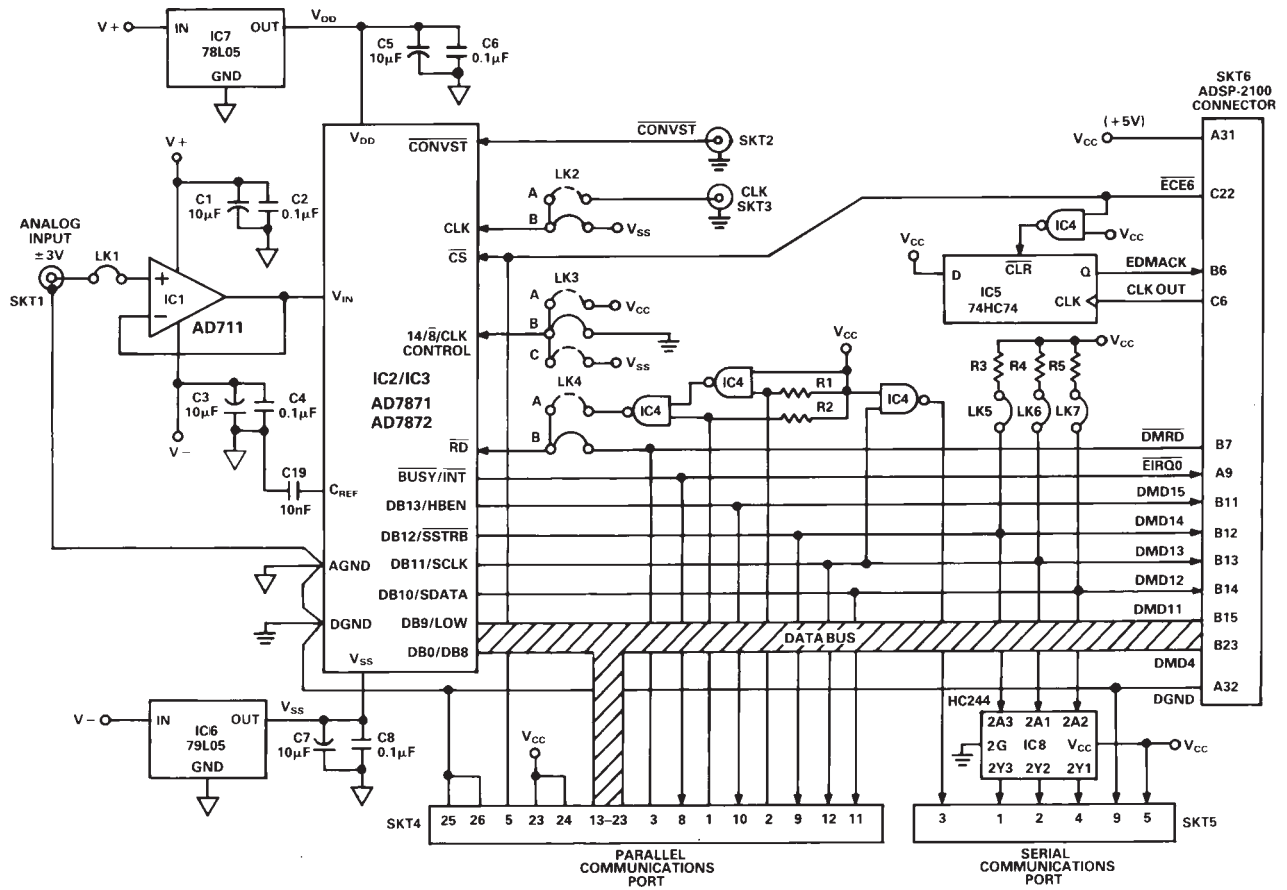 V+
IN
OUT
IC7
78L05
GND
VDD
C5
10µF
C6
0.1µF
SKT6
ADSP-2100
CONNECTOR
VDD
CONVST
CONVST
SKT2
VCC
(+5V)
A31
V+
C1
10µF
C2
0.1µF
LK2
A
B
CLK
SKT3
CLK
VSS
ECE6
C22
IC4
VCC
ANALOG
INPUT
±3V
SKT1
LK1
+
–
IC1
AD711
VIN
CS
VCC
D
CLR
Q
IC5
74HC74
CLK
EDMACK
B6
CLK OUT
C6
LK3
A
VCC
B
C
VSS
14/8/CLK
CONTROL
IC2/IC3
AD7871
AD7872
VCC
IC4
R1
R2
IC4
IC4
LK4
A
B
VCC
R3
R4
R5
LK5
LK6
LK7
C3
10µF
C4
0.1µF
V–
C19
10nF
CREF
RD
DMRD
B7
BUSY/INT
EIRQ0
A9
DB13/HBEN
DMD15
B11
DB12/SSTRB
DMD14
B12
DB11/SCLK
DMD13
B13
DB10/SDATA
DMD12
B14
AGND
DGND
DB9/LOW
DMD11
B15
DATA BUS
DB0/DB8
B23
DMD4
VSS
A32
DGND
V–
IN
OUT
IC6
79L05
GND
VSS
C7
10µF
C8
0.1µF
HC244
2A3
2A1
2A2
2G
IC8
VCC
VCC
2Y3
2Y2
2Y1
VCC
SKT4
25
26
5
23
24
13–23
3
8
1
10
2
9
12
11
3
1
2
4
9
5
SKT5
PARALLEL
COMMUNICATIONS
PORT
SERIAL
COMMUNICATIONS
PORT